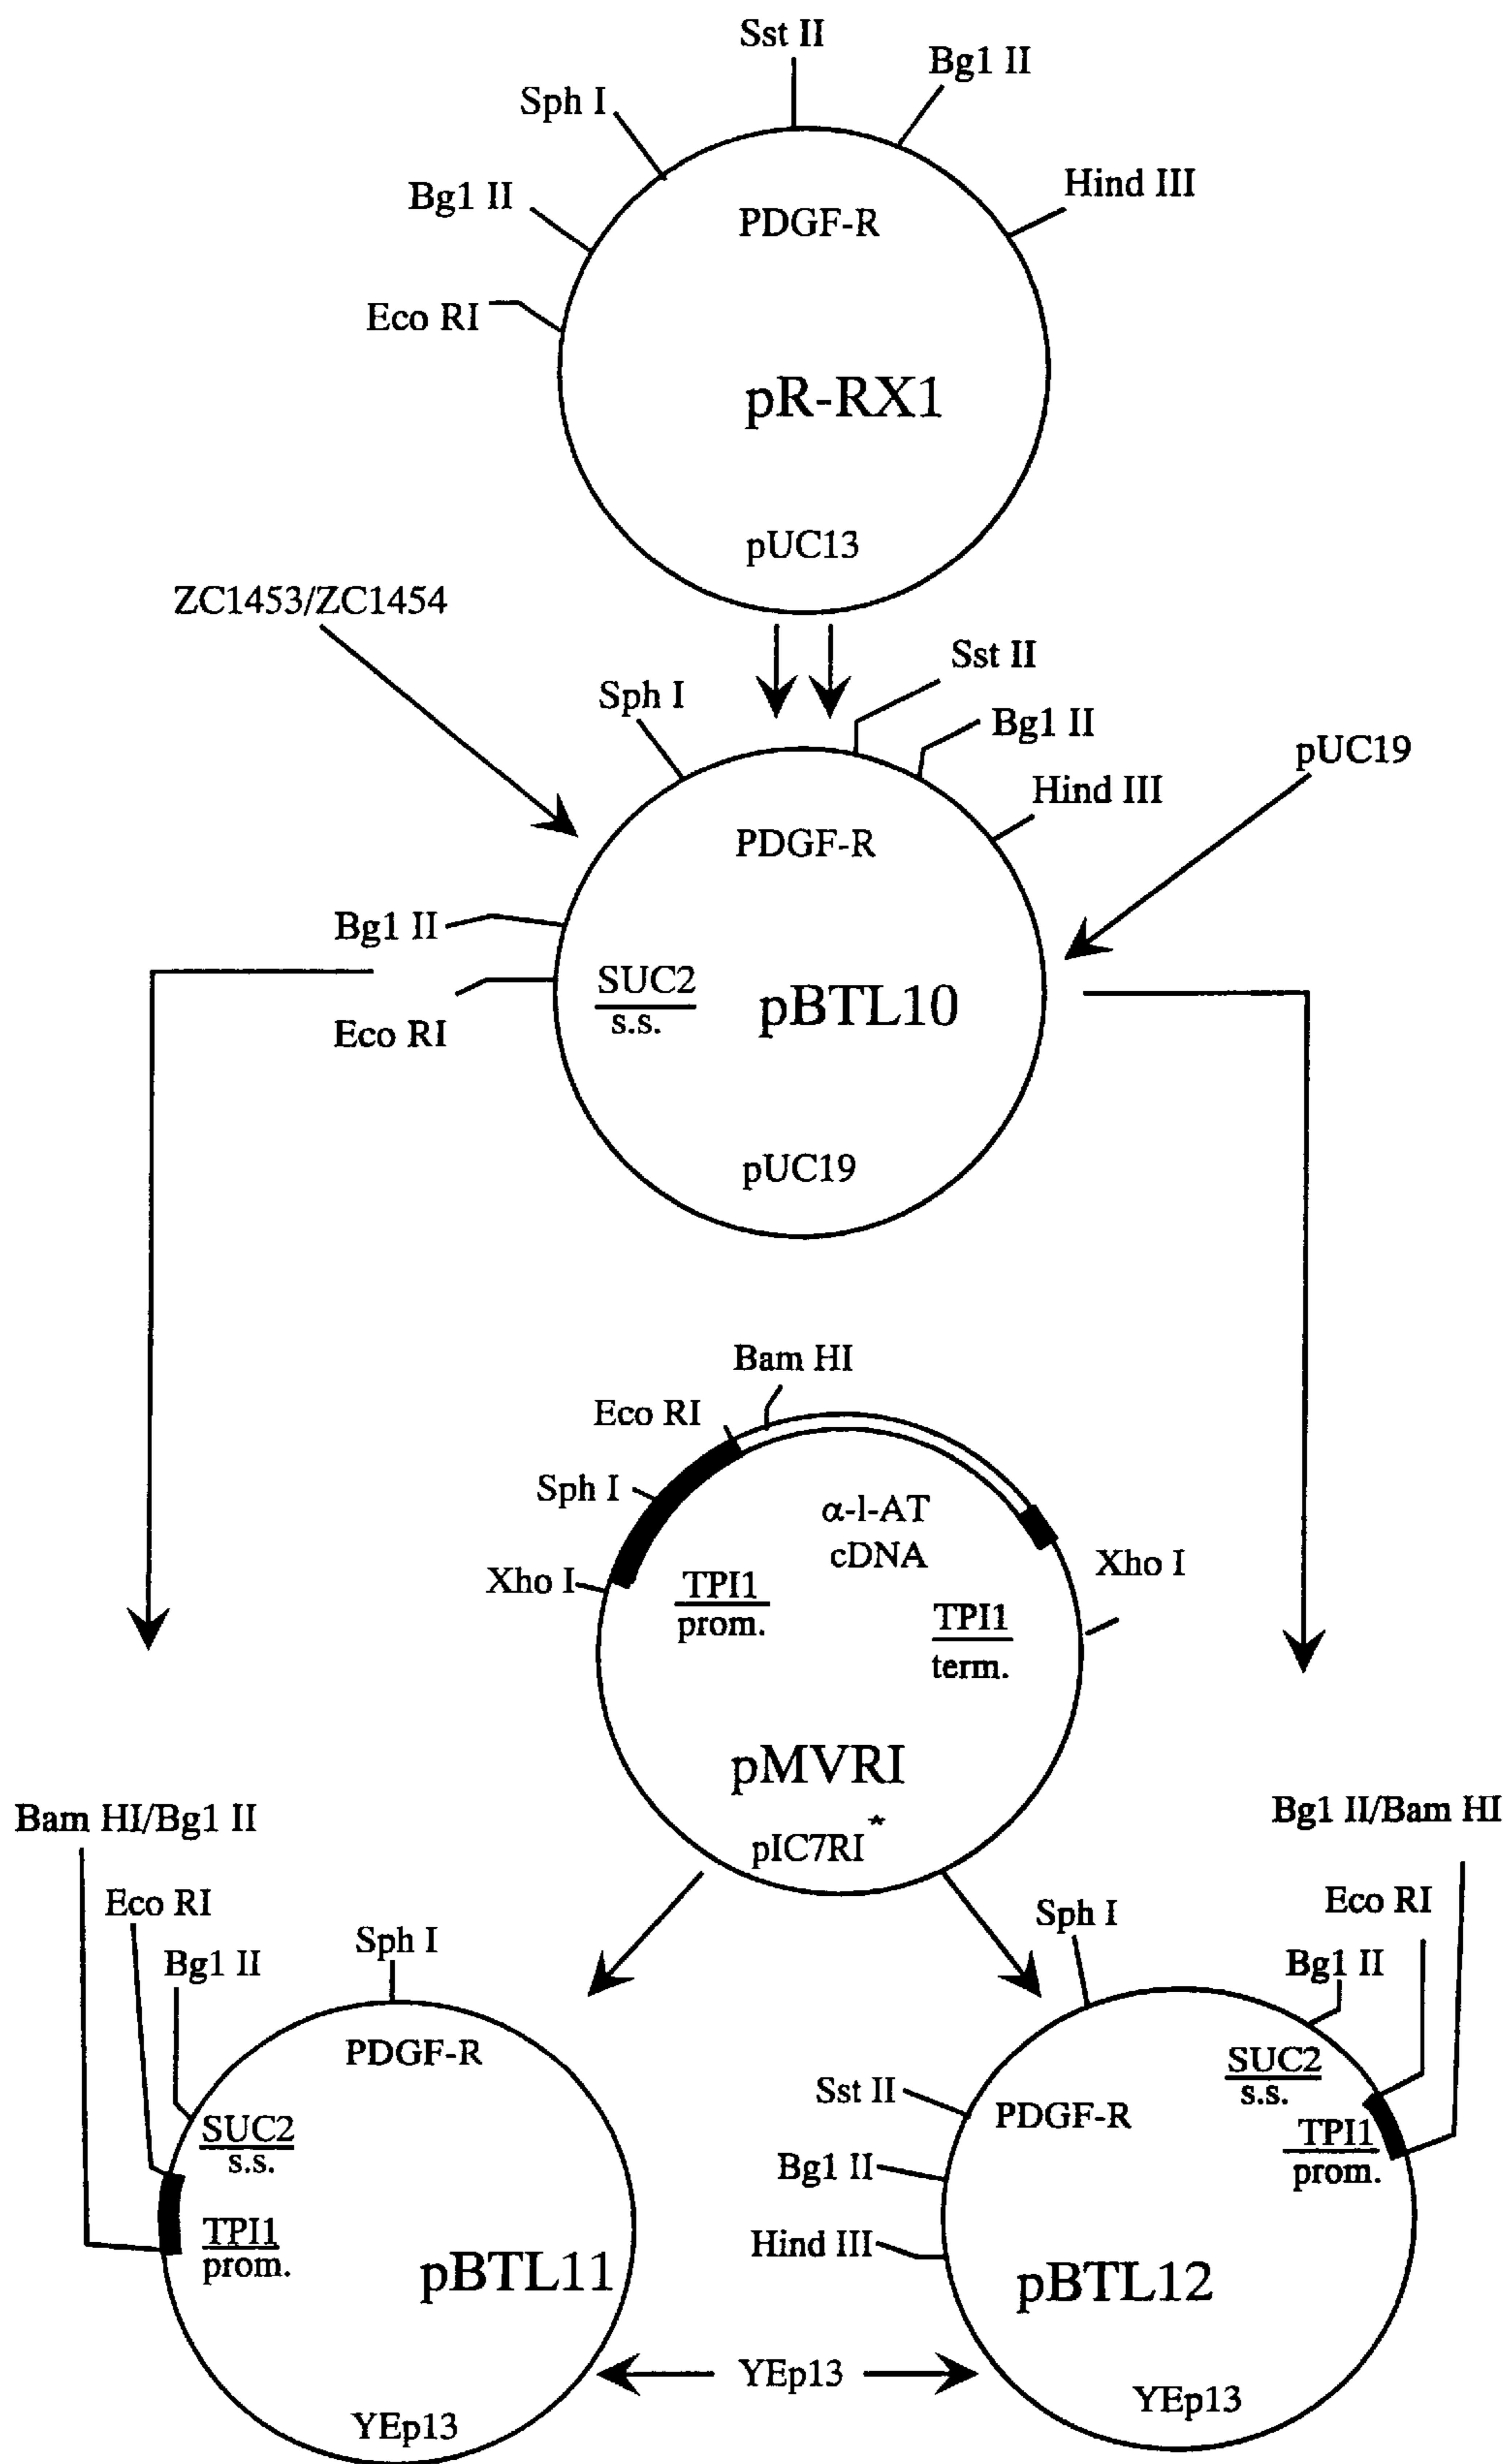 Sst II
Bg1 II
Sph I
Hind III
Bg1 II
PDGF-R
Eco RI
pR-RX1
pUC13
ZC1453/ZC1454
Sst II
Sph I
Bg1 II
pUC19
Hind III
PDGF-R
Bg1 II
SUC2
s.s.
pBTL10
Eco RI
pUC19
Bam HI
Eco RI
Sph I
α-l-AT
cDNA
Xho I
Xho I
TPI1
prom.
TPI1
term.
pMVRI
pIC7RI*
Bam HI/Bg1 II
Eco RI
Bg1 II
Sph I
PDGF-R
SUC2
s.s.
TPI1
prom.
pBTL11
YEp13
YEp13
Bg1 II/Bam HI
Eco RI
Sph I
Bg1 II
SUC2
s.s.
Sst II
PDGF-R
TPI1
prom.
Bg1 II
Hind III
pBTL12
YEp13